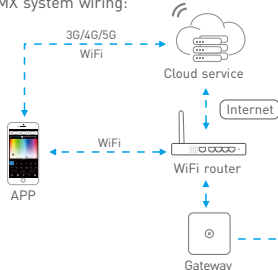 MX system wiring:
3G/4G/5G
WiFi
Cloud service
Internet
WiFi
WiFi router
APP
Gateway